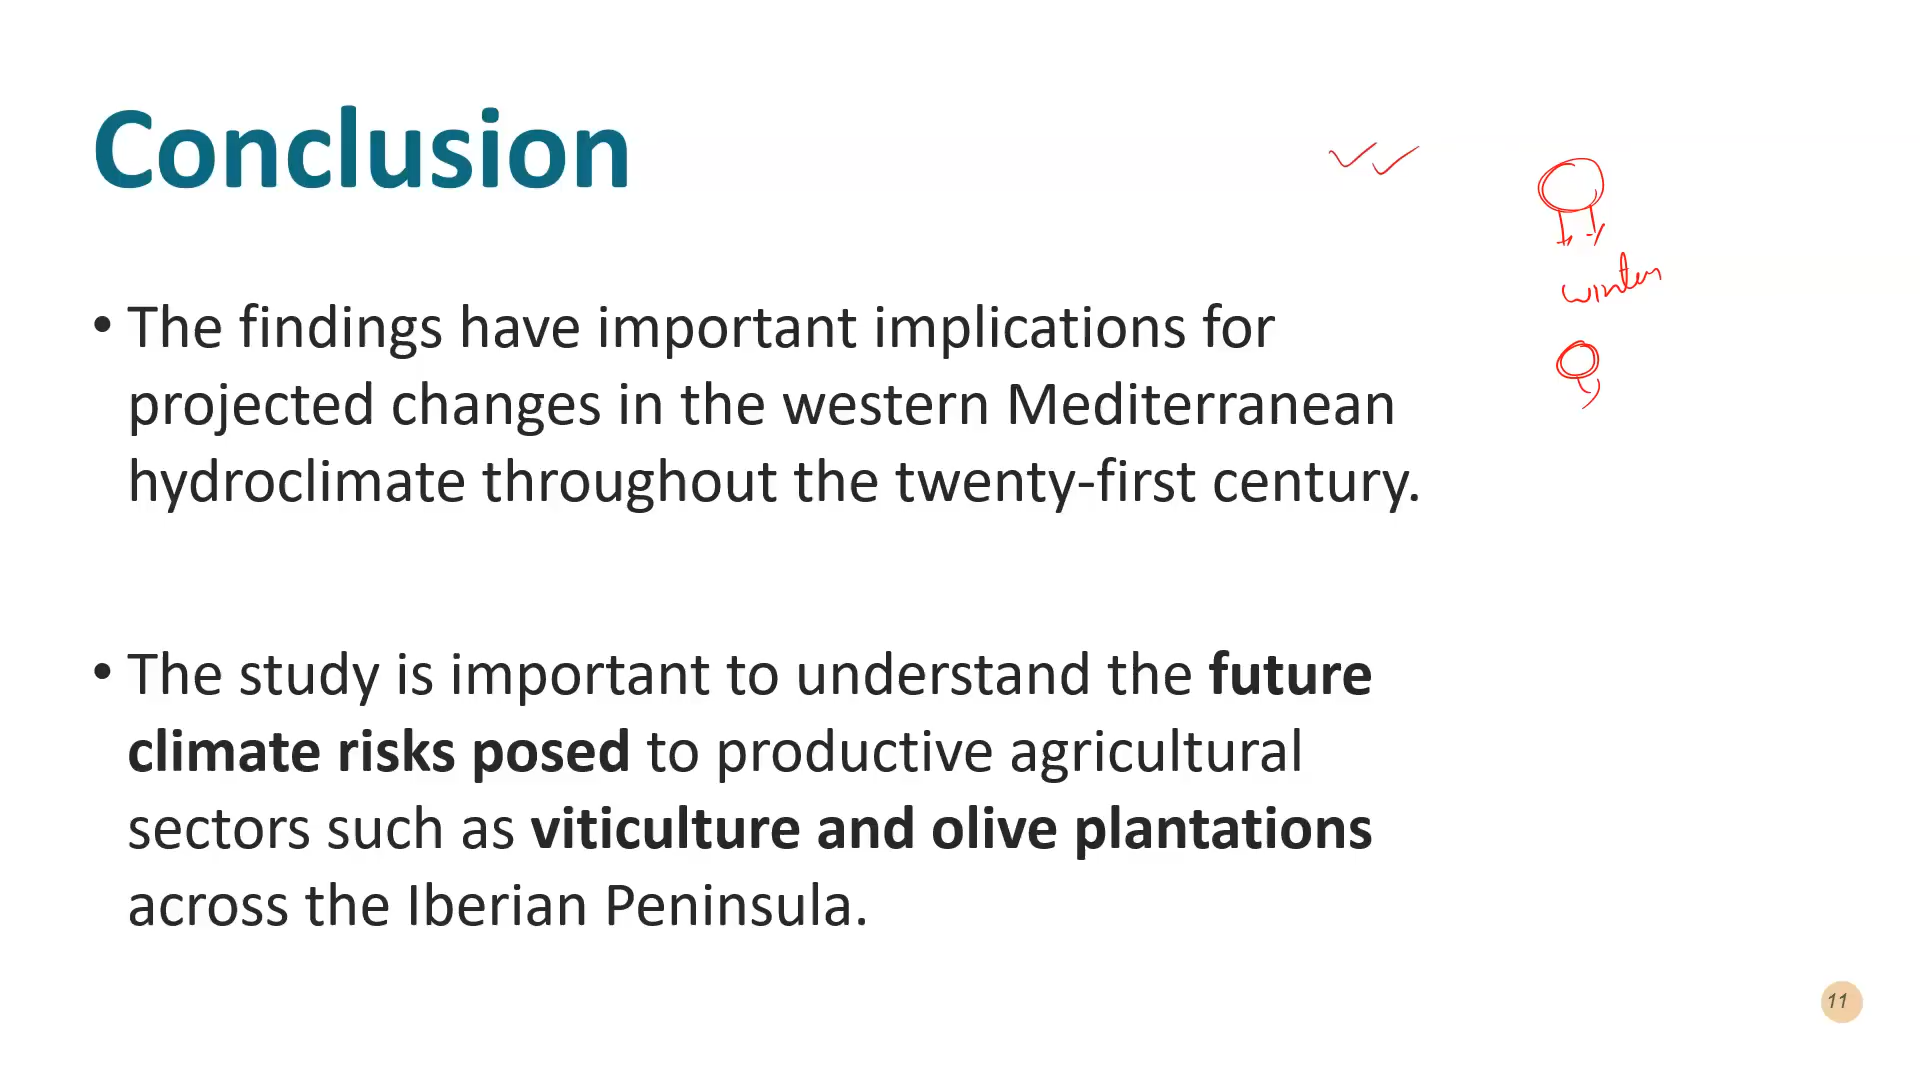 Conclusion
winter
• The findings have important implications for
projected changes in the western Mediterranean
hydroclimate throughout the twenty-first century.
• The study is important to understand the future
climate risks posed to productive agricultural
sectors such as viticulture and olive plantations
across the Iberian Peninsula.
11